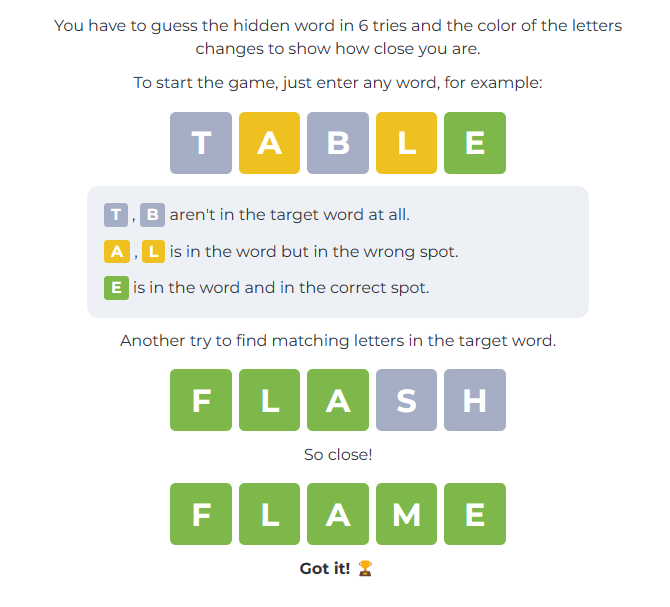 You have to guess the hidden word in 6 tries and the color of the letters
changes to show how close you are.
To start the game, just enter any word, for example:
T A B L E
T , B aren't in the target word at all.
A , L is in the word but in the wrong spot.
E is in the word and in the correct spot.
Another try to find matching letters in the target word.
F L A S H
So close!
F L A M E
Got it! 🏆